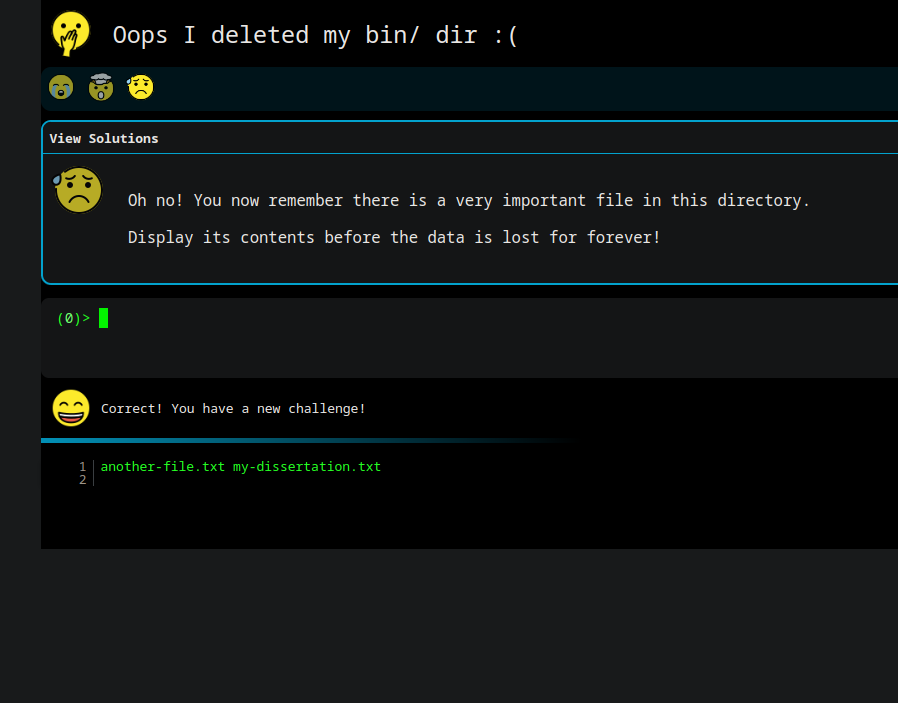 Oops I deleted my bin/ dir :(
View Solutions
Oh no! You now remember there is a very important file in this directory.
Display its contents before the data is lost for forever!
(0)>
Correct! You have a new challenge!
1 another-file.txt my-dissertation.txt
2